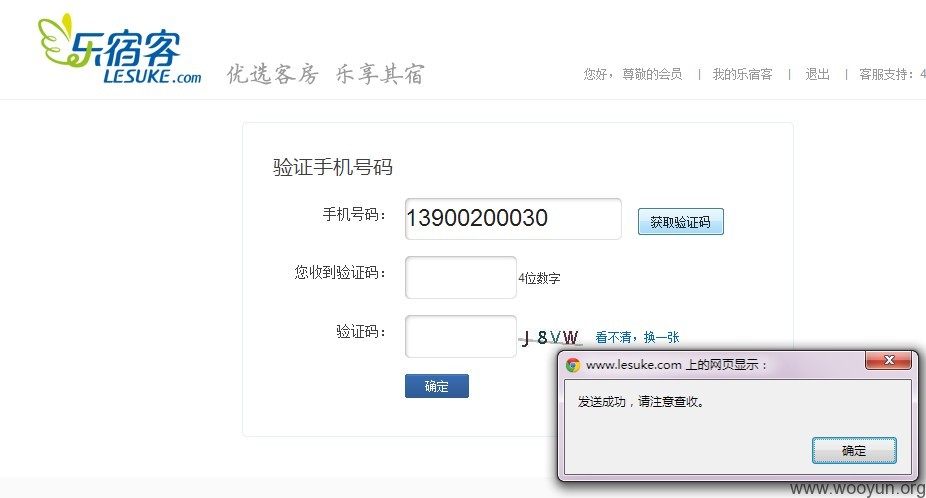 乐宿客
LESUKE.com
优选客房 乐享其宿
您好，尊敬的会员 | 我的乐宿客 | 退出 | 客服支持：4
验证手机号码
手机号码：
13900200030
获取验证码
您收到验证码：
4位数字
验证码：
J8VW
看不清，换一张
确定
www.lesuke.com 上的网页显示：
发送成功，请注意查收。
确定
www.wooyun.org